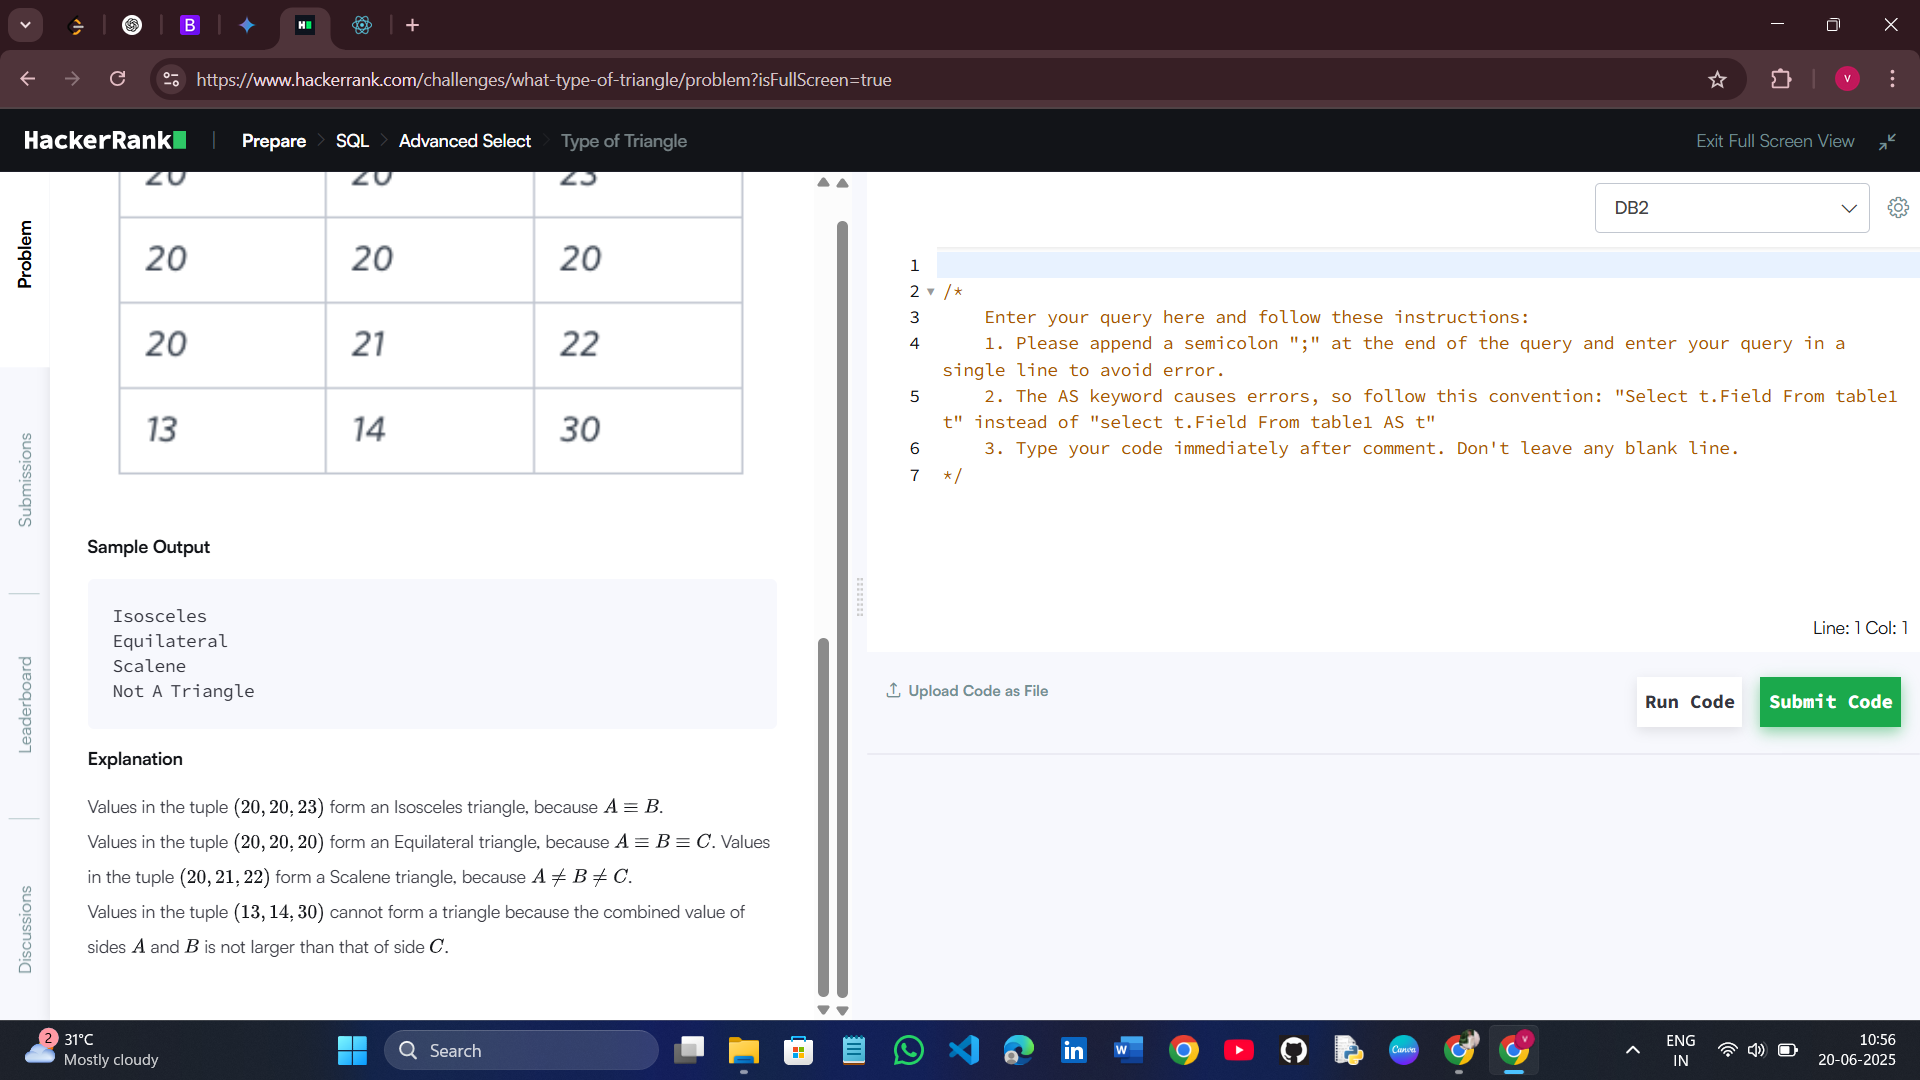 https://www.hackerrank.com/challenges/what-type-of-triangle/problem?isFullScreen=true
V
HackerRank
Prepare
SQL
Advanced Select
Type of Triangle
Exit Full Screen View
Problem
Submissions
Leaderboard
Discussions
20 20 23
20 20 20
20 21 22
13 14 30
Sample Output
Isosceles
Equilateral
Scalene
Not A Triangle
Explanation
Values in the tuple (20, 20, 23) form an Isosceles triangle, because A ≡ B.
Values in the tuple (20, 20, 20) form an Equilateral triangle, because A ≡ B ≡ C. Values
in the tuple (20, 21, 22) form a Scalene triangle, because A ≠ B ≠ C.
Values in the tuple (13, 14, 30) cannot form a triangle because the combined value of
sides A and B is not larger than that of side C.
DB2
1
2 /*
3 Enter your query here and follow these instructions:
4 1. Please append a semicolon ";" at the end of the query and enter your query in a
single line to avoid error.
5 2. The AS keyword causes errors, so follow this convention: "Select t.Field From table1
t" instead of "select t.Field From table1 AS t"
6 3. Type your code immediately after comment. Don't leave any blank line.
7 */
Line: 1 Col: 1
Upload Code as File
Run Code
Submit Code
2
31°C
Mostly cloudy
Search
ENG
IN
10:56
20-06-2025